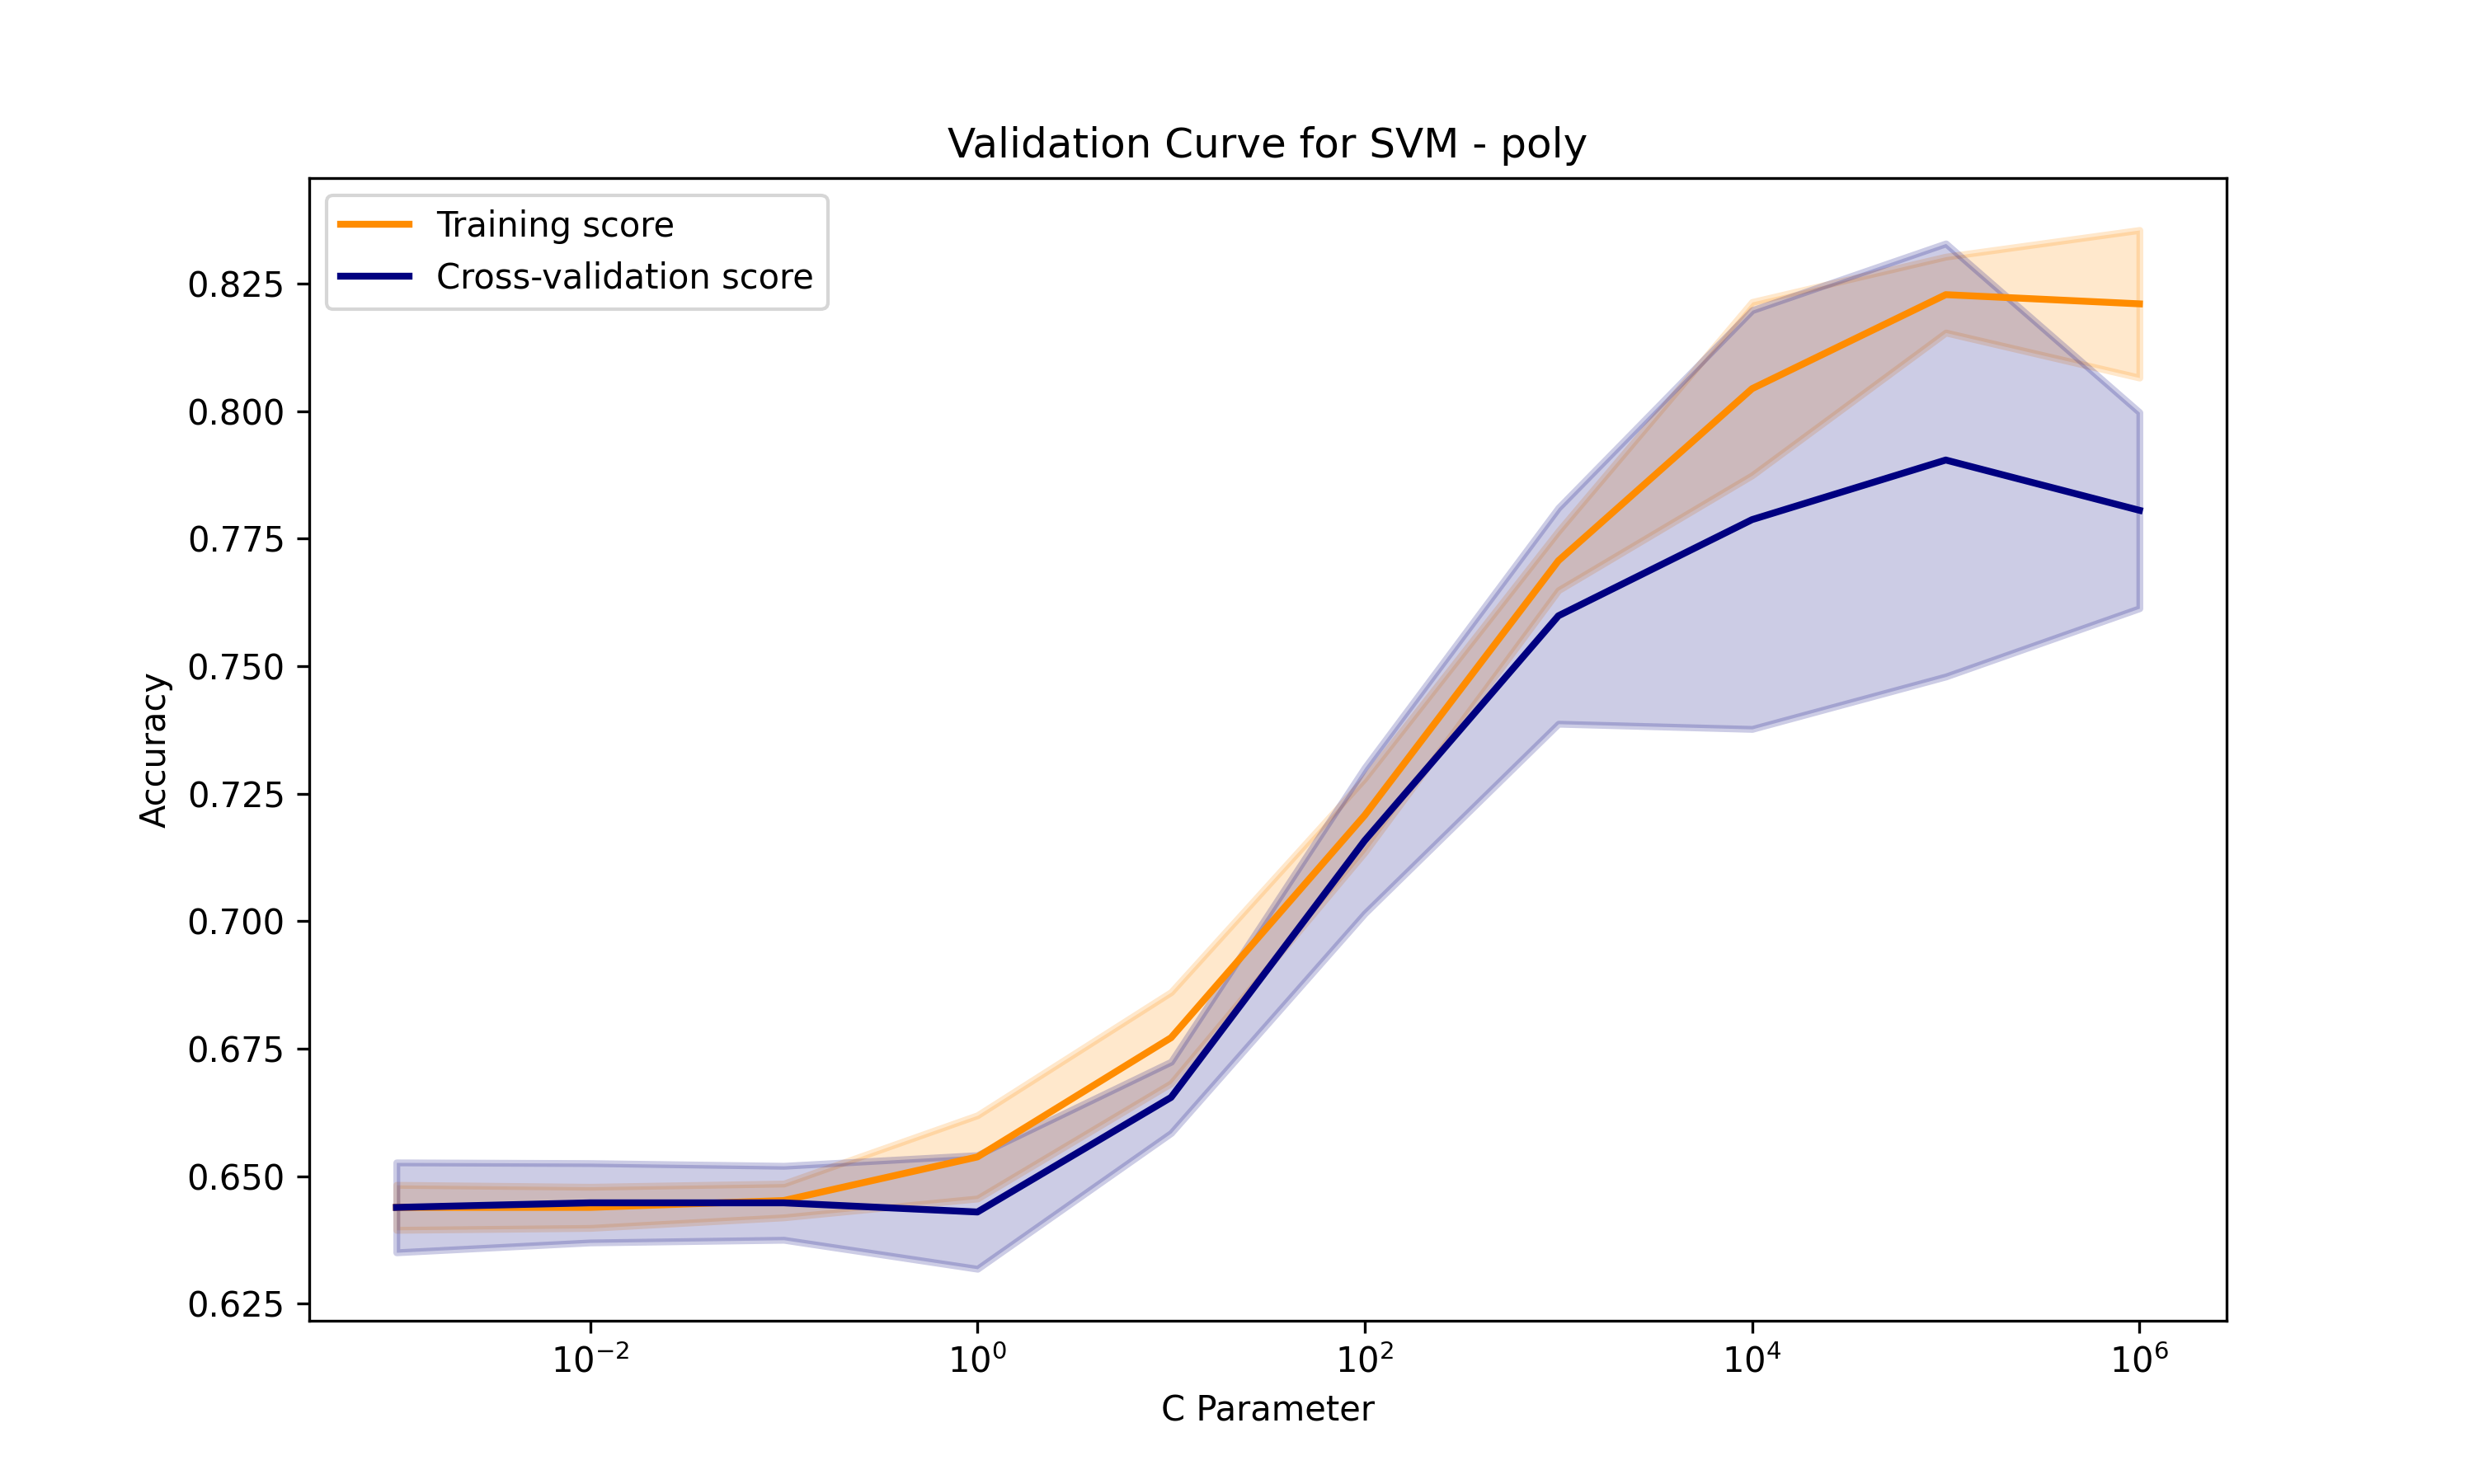 Validation Curve for SVM - poly
Training score
Cross-validation score
0.825
0.800
0.775
0.750
0.725
0.700
0.675
0.650
0.625
Accuracy
10⁻² 10⁰ 10² 10⁴ 10⁶
C Parameter